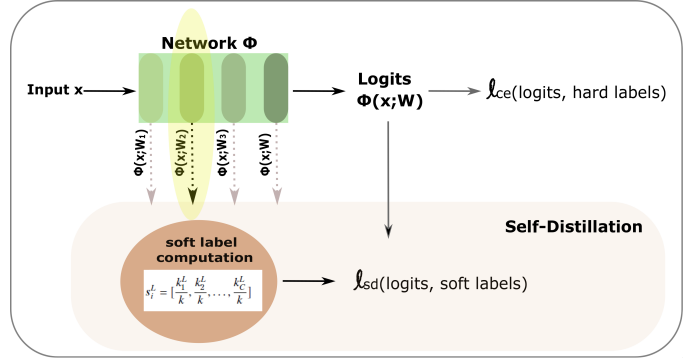 Network Φ
Input x
Logits
Φ(x;W)
ℓce(logits, hard labels)
Φ(x;W₁)
Φ(x;W₂)
Φ(x;W₃)
Φ(x;W)
Self-Distillation
soft label
computation
s_i^L = [k_1^L/k, k_2^L/k, ..., k_C^L/k]
ℓsd(logits, soft labels)